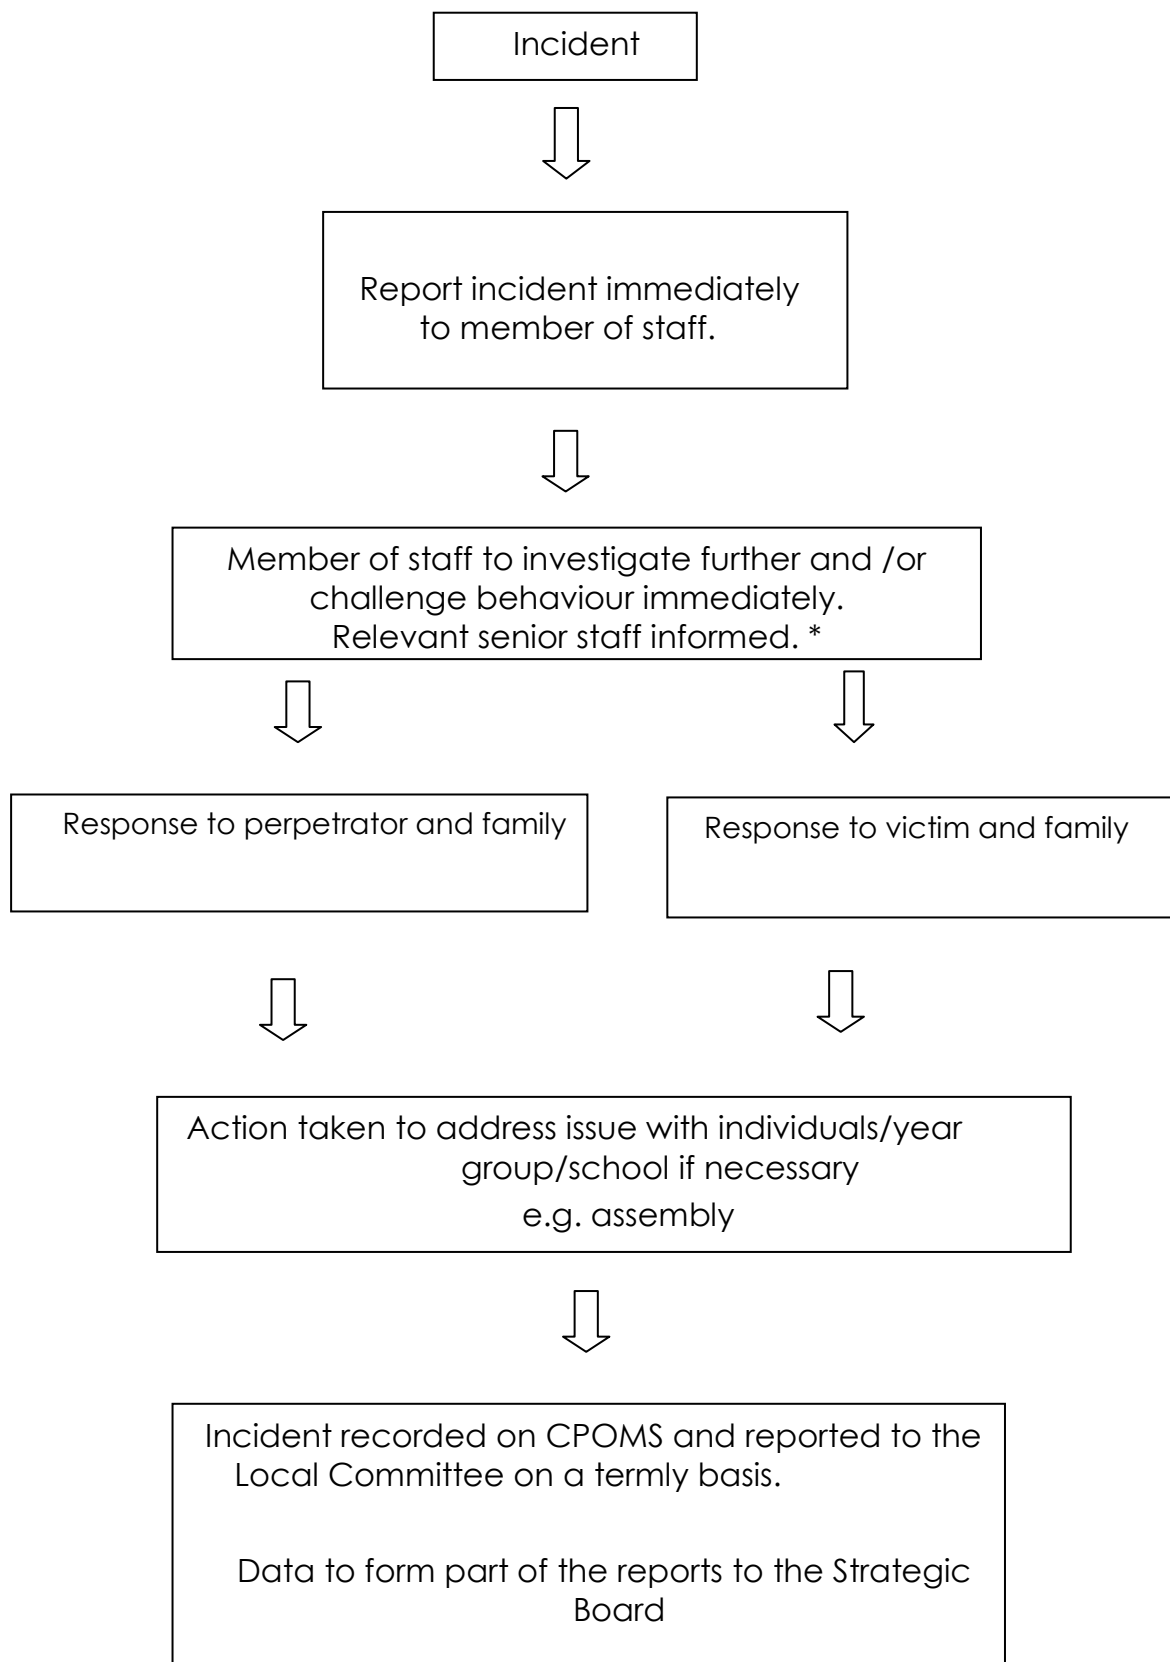 Incident
Report incident immediately
to member of staff.
Member of staff to investigate further and /or
challenge behaviour immediately.
Relevant senior staff informed. *
Response to perpetrator and family
Response to victim and family
Action taken to address issue with individuals/year
group/school if necessary
e.g. assembly
Incident recorded on CPOMS and reported to the
Local Committee on a termly basis.
Data to form part of the reports to the Strategic
Board